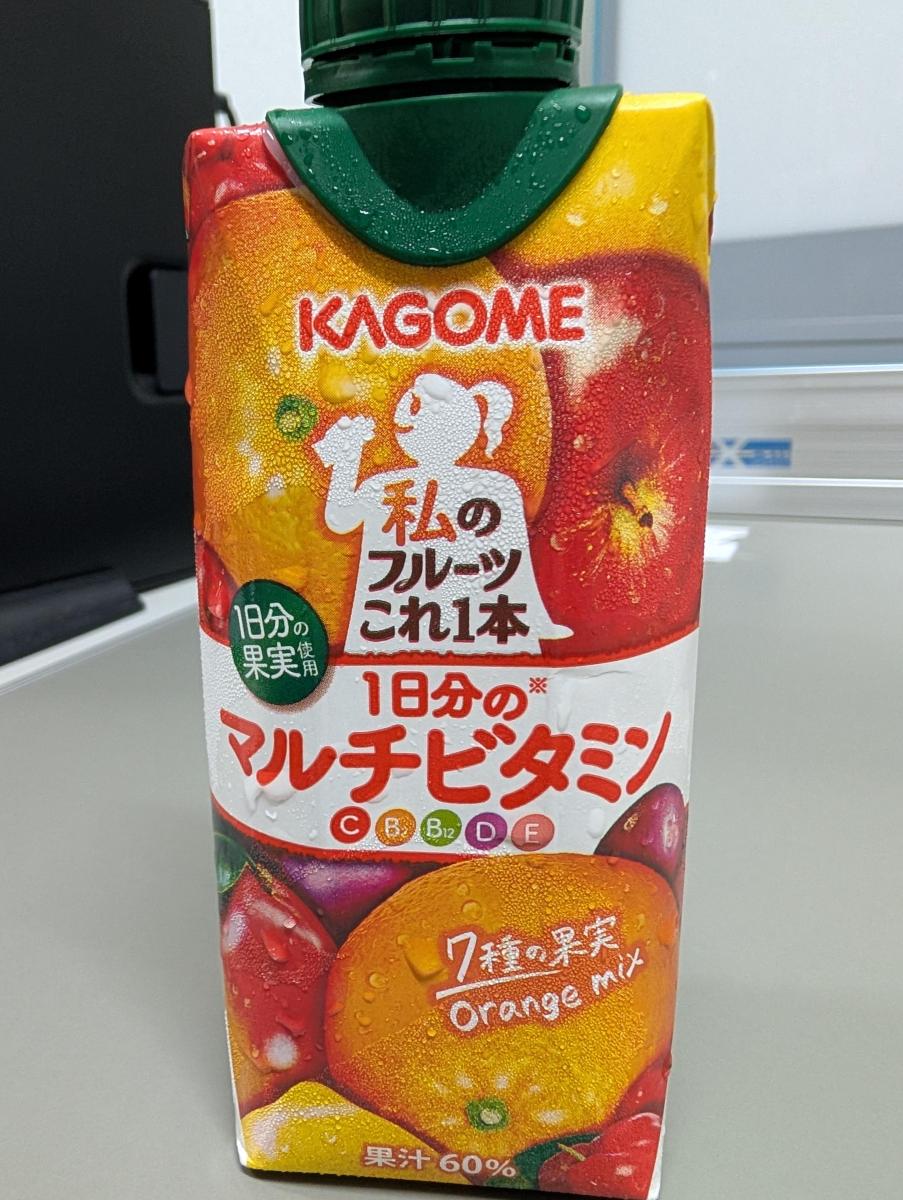 KAGOME
私の
フルーツ
これ1本
1日分の
果実使用
1日分の※
マルチビタミン
C B₂ B₁₂ D E
7種の果実
Orange mix
果汁60%